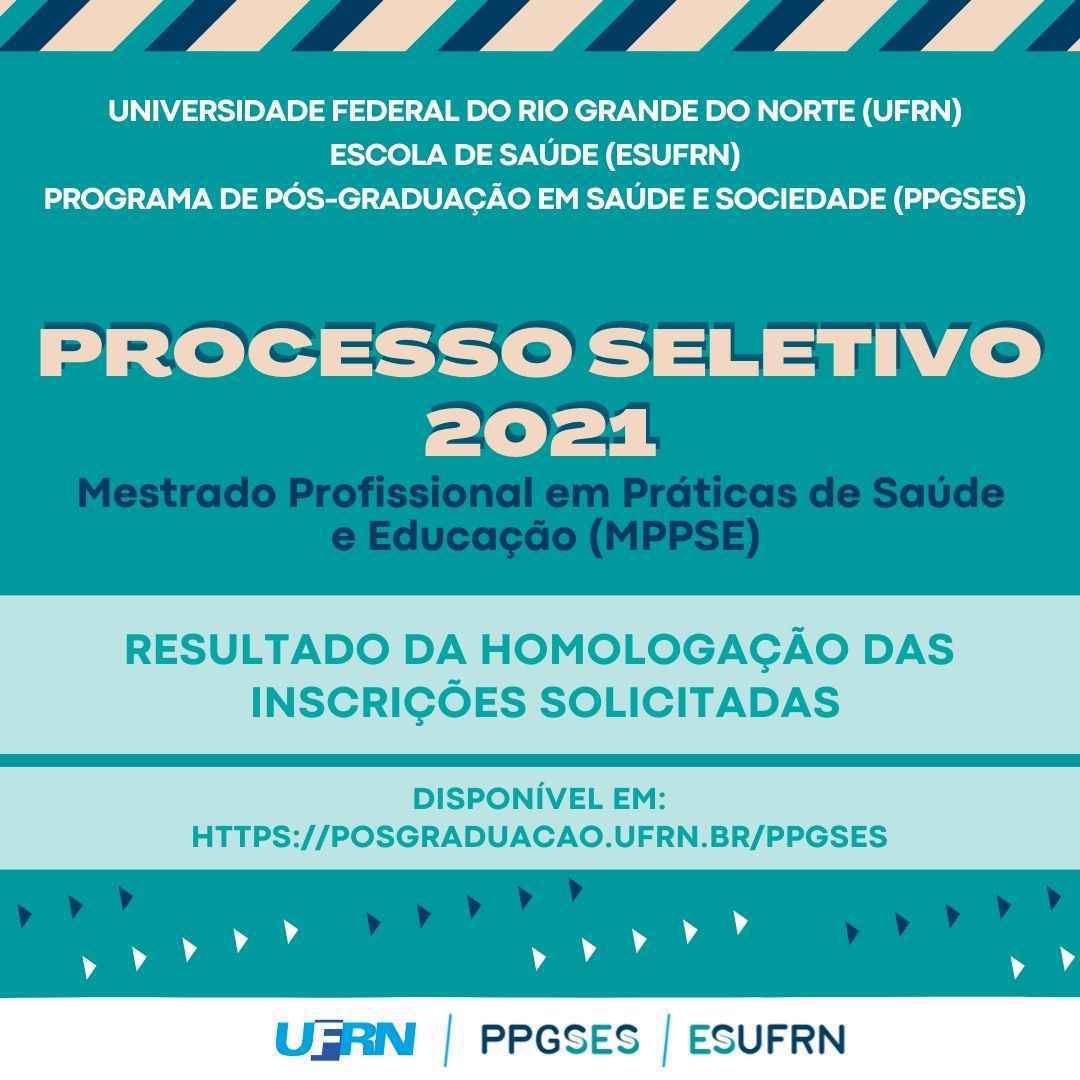 UNIVERSIDADE FEDERAL DO RIO GRANDE DO NORTE (UFRN)
ESCOLA DE SAÚDE (ESUFRN)
PROGRAMA DE PÓS-GRADUAÇÃO EM SAÚDE E SOCIEDADE (PPGSES)
PROCESSO SELETIVO
2021
Mestrado Profissional em Práticas de Saúde
e Educação (MPPSE)
RESULTADO DA HOMOLOGAÇÃO DAS
INSCRIÇÕES SOLICITADAS
DISPONÍVEL EM:
HTTPS://POSGRADUACAO.UFRN.BR/PPGSES
UFRN PPGSES ESUFRN